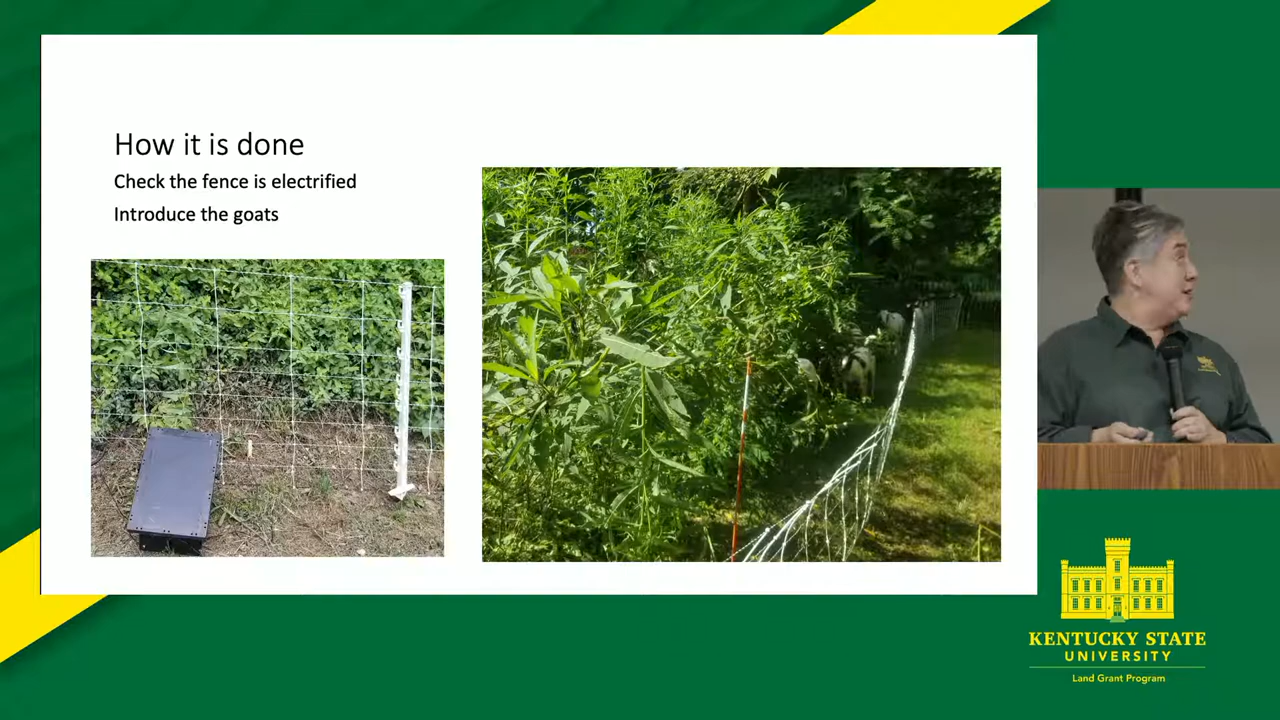 How it is done
Check the fence is electrified
Introduce the goats
KENTUCKY STATE
UNIVERSITY
Land Grant Program